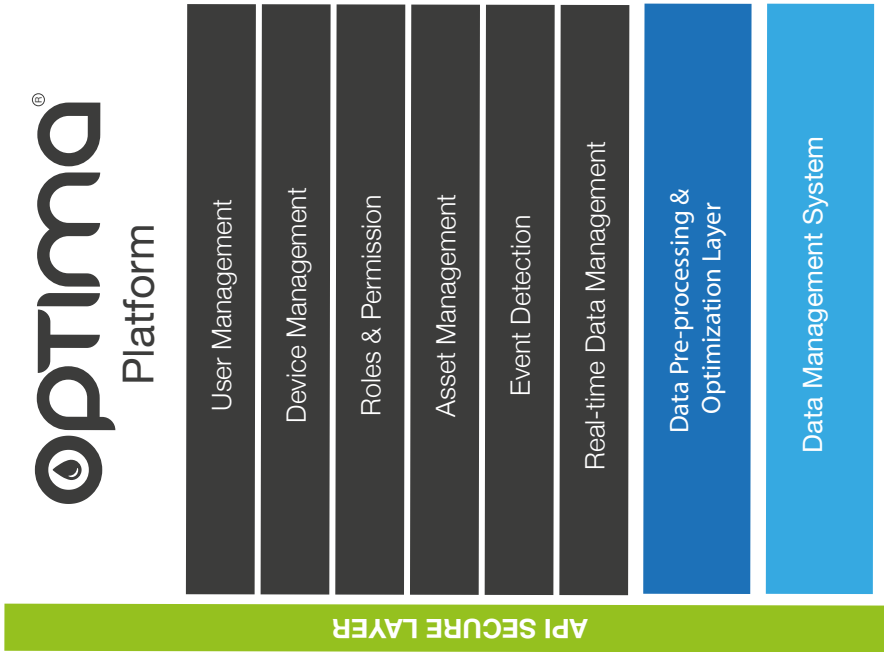 OPTIMA®
Platform
User Management
Device Management
Roles & Permission
Asset Management
Event Detection
Real-time Data Management
Data Pre-processing &
Optimization Layer
Data Management System
API SECURE LAYER